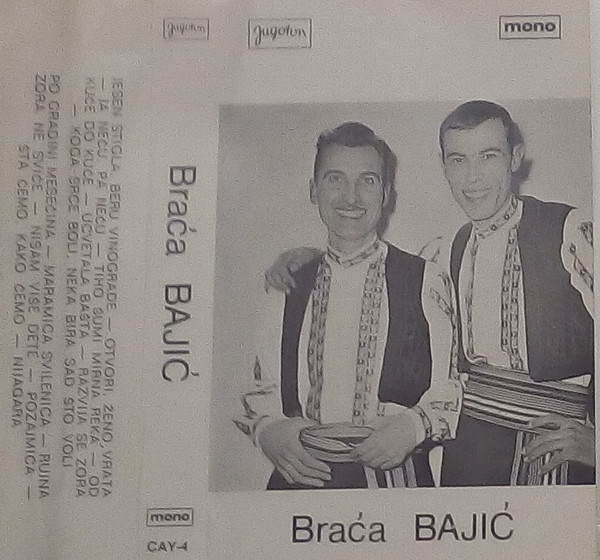 Jugoton
Jugoton
mono
JESEN STIGLA, BERU VINOGRADE — OTVORI, ŽENO, VRATA
— JA NEĆU, PA NEĆU — TIHO ŠUMI MIRNA REKA — OD
KUĆE DO KUĆE — UCVETALA BAŠTA — RAZVIJA SE ZORA
— KOGA SRCE BOLI, NEKA BIRA SAD ŠTO VOLI
PO GRADINI MESEČINA — MARAMICA SVILENICA — RUJNA
ZORA NE SVIĆE — NISAM VIŠE DETE — POZAJMICA —
ŠTA ĆEMO, KAKO ĆEMO — NIJAGARA
Braća BAJIĆ
mono
CAY-4
Braća BAJIĆ